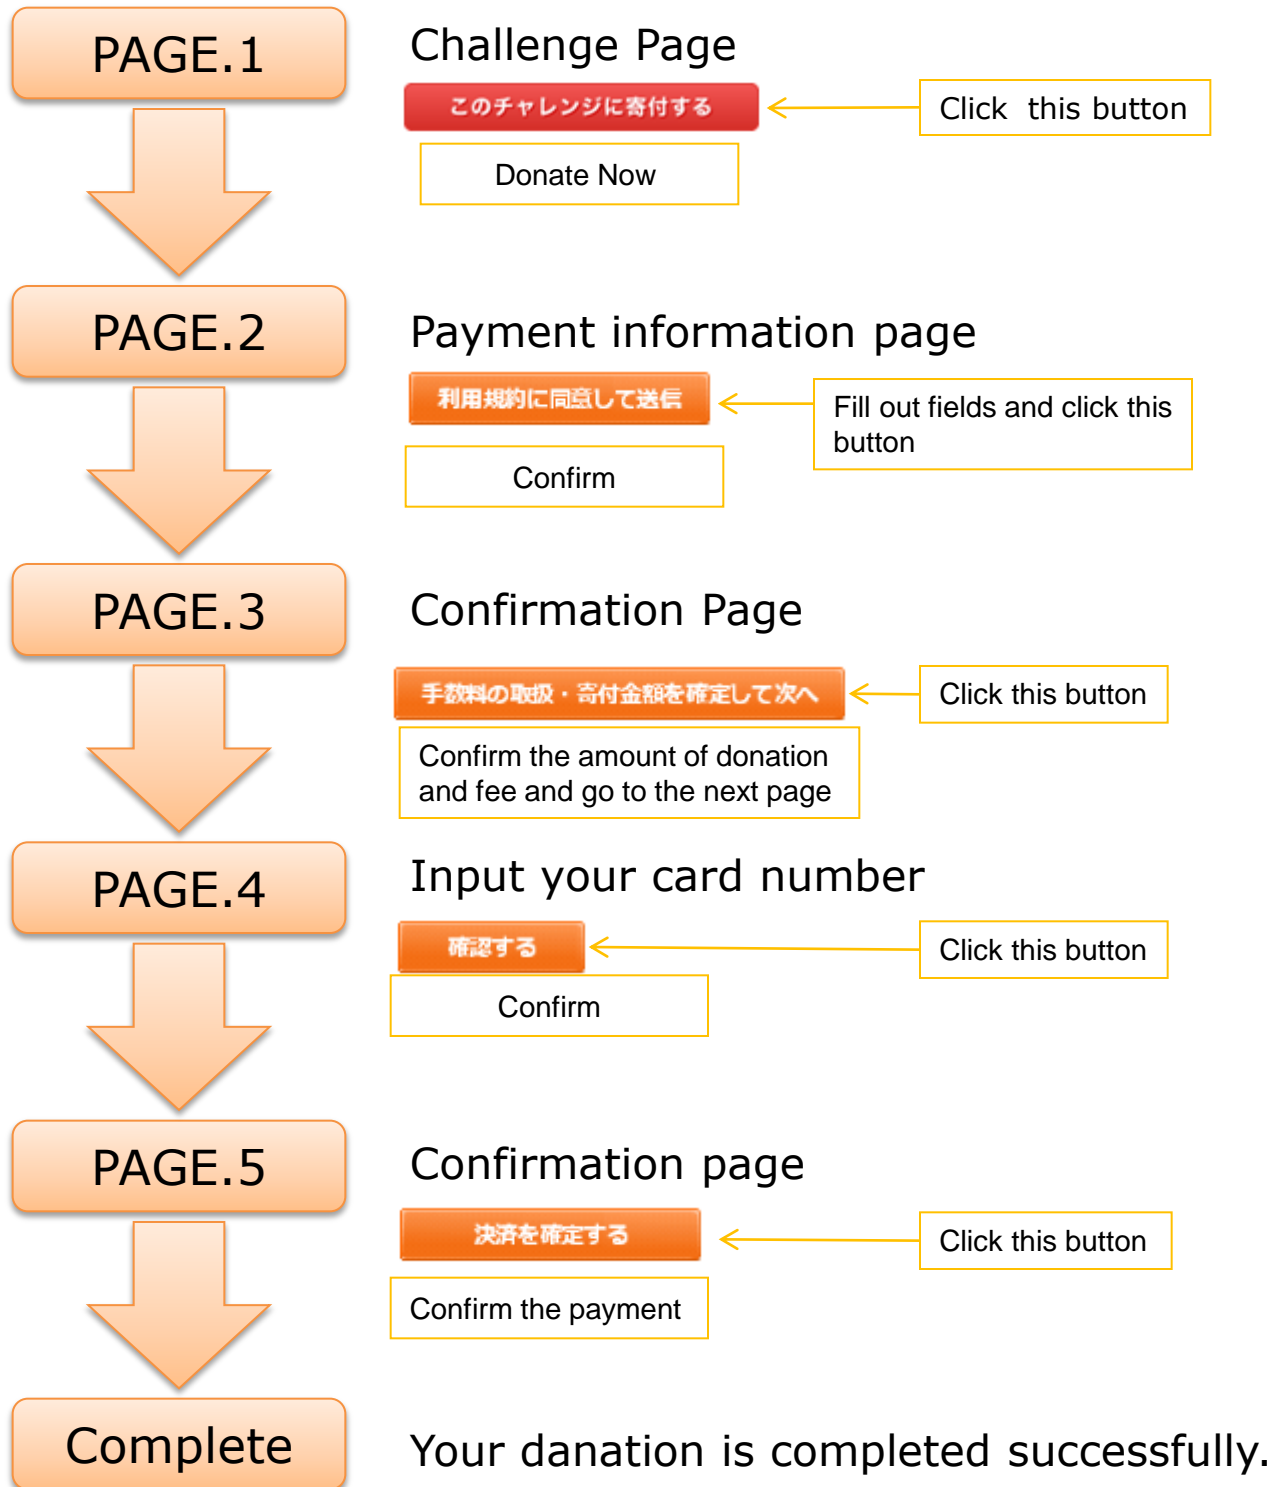 PAGE.1
Challenge Page
このチャレンジに寄付する
Click this button
Donate Now
PAGE.2
Payment information page
利用規約に同意して送信
Fill out fields and click this
button
Confirm
PAGE.3
Confirmation Page
手数料の取扱・寄付金額を確定して次へ
Click this button
Confirm the amount of donation
and fee and go to the next page
PAGE.4
Input your card number
確認する
Click this button
Confirm
PAGE.5
Confirmation page
決済を確定する
Click this button
Confirm the payment
Complete
Your danation is completed successfully.